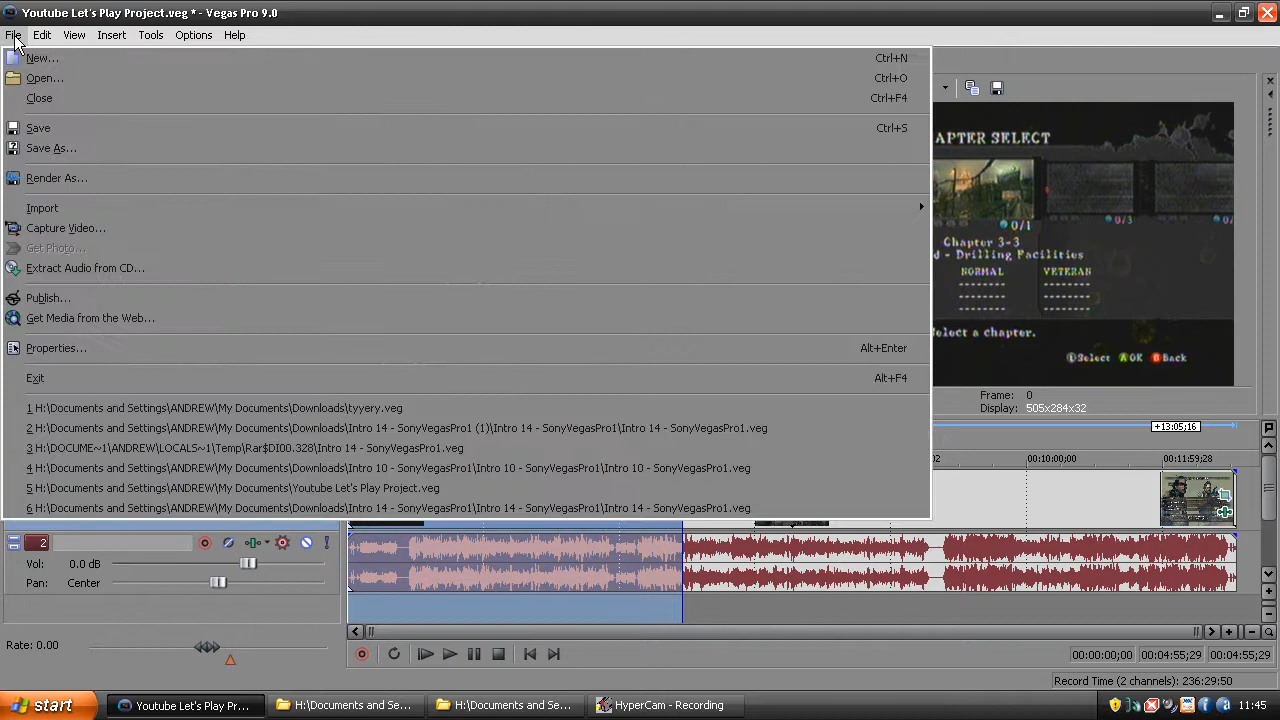 Youtube Let's Play Project.veg * - Vegas Pro 9.0
File Edit View Insert Tools Options Help
New... Ctrl+N
Open... Ctrl+O
Close Ctrl+F4
Save Ctrl+S
Save As...
Render As...
Import
Capture Video...
Get Photo...
Extract Audio from CD...
Publish...
Get Media from the Web...
Properties... Alt+Enter
Exit Alt+F4
1 H:\Documents and Settings\ANDREW\My Documents\Downloads\tyyery.veg
2 H:\Documents and Settings\ANDREW\My Documents\Downloads\Intro 14 - SonyVegasPro1 (1)\Intro 14 - SonyVegasPro1\Intro 14 - SonyVegasPro1.veg
3 H:\DOCUME~1\ANDREW\LOCALS~1\Temp\Rar$DI00.328\Intro 14 - SonyVegasPro1.veg
4 H:\Documents and Settings\ANDREW\My Documents\Downloads\Intro 10 - SonyVegasPro1\Intro 10 - SonyVegasPro1\Intro 10 - SonyVegasPro1.veg
5 H:\Documents and Settings\ANDREW\My Documents\Youtube Let's Play Project.veg
6 H:\Documents and Settings\ANDREW\My Documents\Downloads\Intro 14 - SonyVegasPro1\Intro 14 - SonyVegasPro1\Intro 14 - SonyVegasPro1.veg
APTER SELECT
0/1 0/3 0/
Chapter 3-3
d - Drilling Facilities
NORMAL VETERAN
-------- --------
-------- --------
-------- --------
Select a chapter.
Select A OK B Back
Frame: 0
Display: 505x284x32
+13:05;16
02 00:10:00;00 00:11:59;28
2
Vol: 0.0 dB
Pan: Center
Rate: 0.00
00:00:00;00 00:04:55;29 00:04:55;29
Record Time (2 channels): 236:29:50
start Youtube Let's Play Pr... H:\Documents and Se... H:\Documents and Se... HyperCam - Recording 11:45